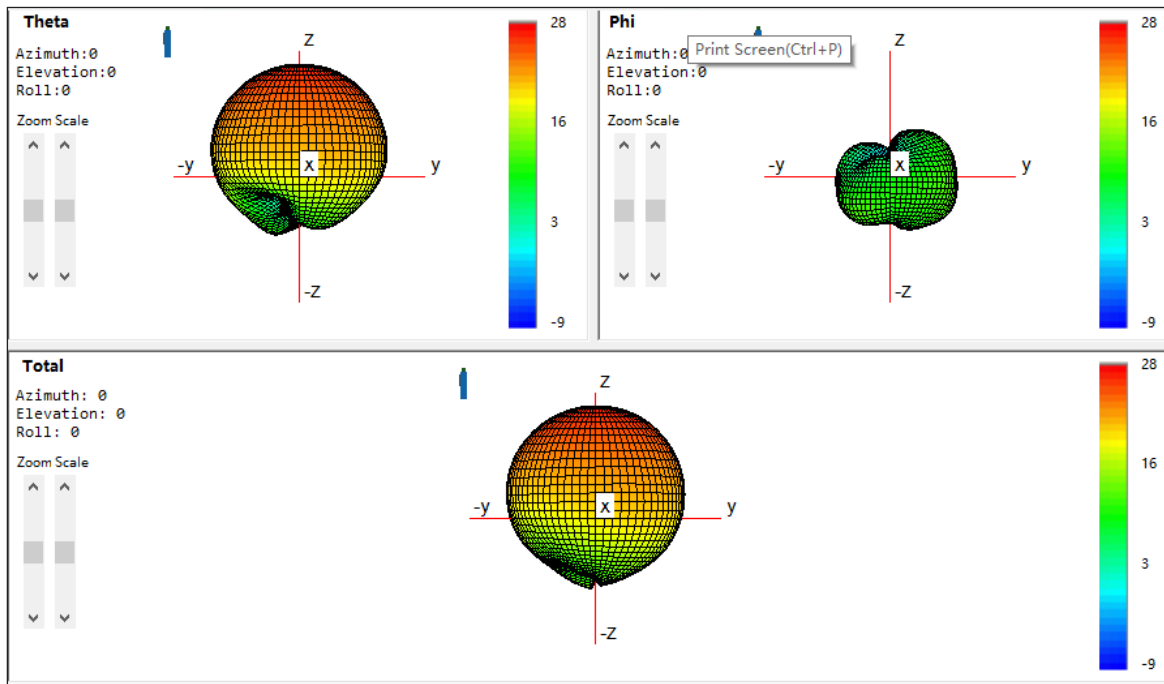 Theta
Azimuth:0
Elevation:0
Roll:0
Zoom Scale
Z
-y
x
y
-Z
28
16
3
-9
Phi
Print Screen(Ctrl+P)
Elevation:0
Roll:0
Zoom Scale
Z
-y
x
y
-Z
28
16
3
-9
Total
Azimuth: 0
Elevation: 0
Roll: 0
Zoom Scale
Z
-y
x
y
-Z
28
16
3
-9